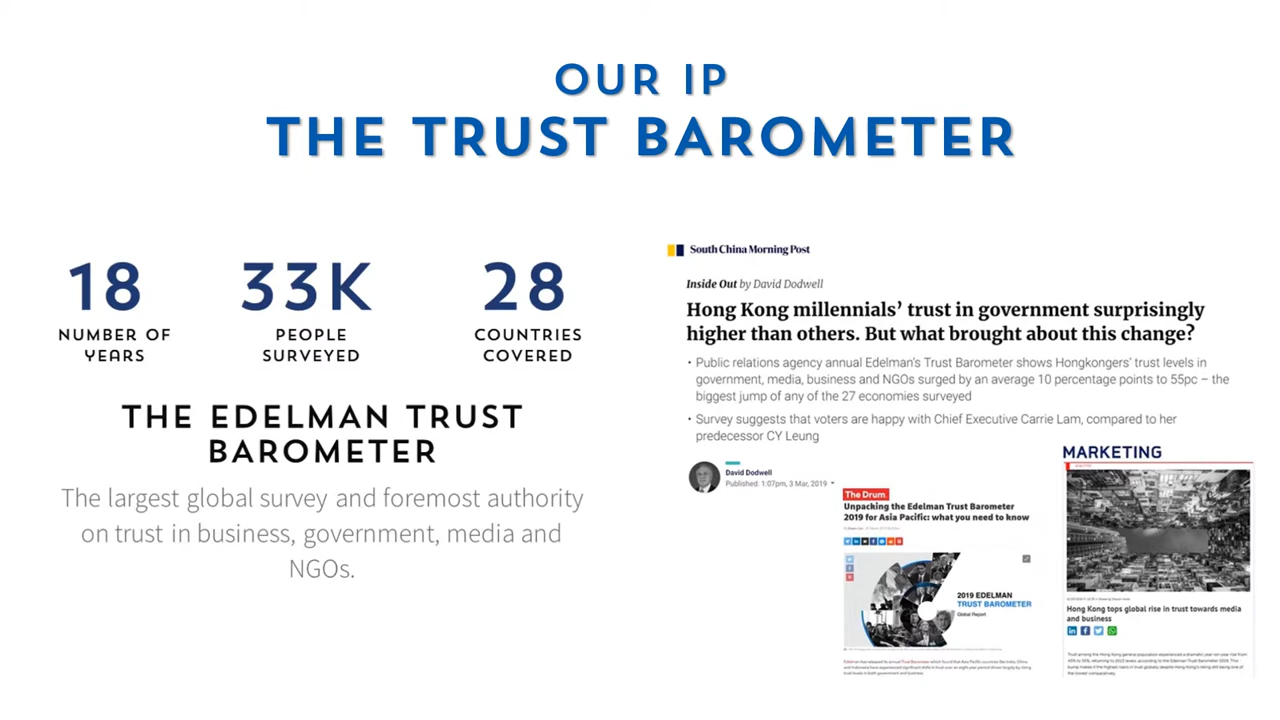 OUR IP
THE TRUST BAROMETER
18
NUMBER OF
YEARS
33K
PEOPLE
SURVEYED
28
COUNTRIES
COVERED
THE EDELMAN TRUST
BAROMETER
The largest global survey and foremost authority
on trust in business, government, media and
NGOs.
South China Morning Post
Inside Out by David Dodwell
Hong Kong millennials' trust in government surprisingly
higher than others. But what brought about this change?
• Public relations agency annual Edelman's Trust Barometer shows Hongkongers' trust levels in
government, media, business and NGOs surged by an average 10 percentage points to 55pc – the
biggest jump of any of the 27 economies surveyed
• Survey suggests that voters are happy with Chief Executive Carrie Lam, compared to her
predecessor CY Leung
David Dodwell
Published: 1:07pm, 3 Mar, 2019
The Drum
Unpacking the Edelman Trust Barometer
2019 for Asia Pacific: what you need to know
2019 EDELMAN
TRUST BAROMETER
Global Report
MARKETING
Hong Kong tops global rise in trust towards media
and business